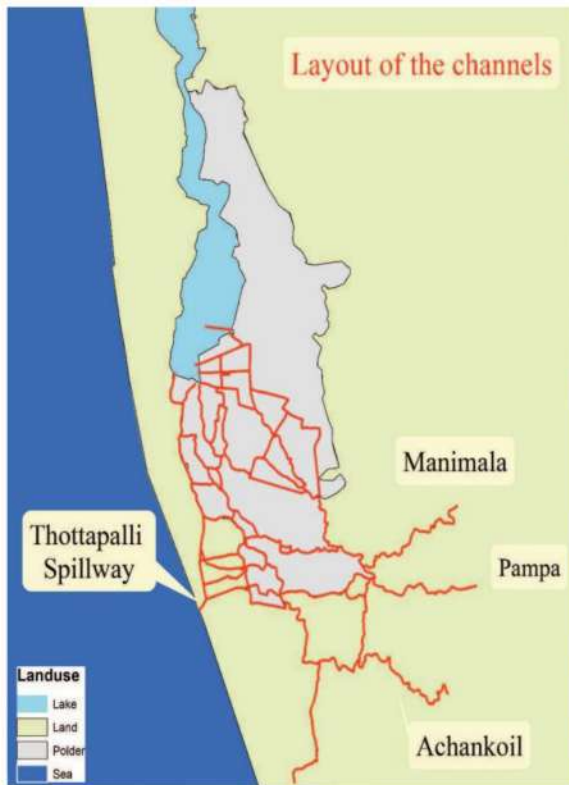 Layout of the channels
Manimala
Thottapalli
Spillway
Pampa
Landuse
Lake
Land
Polder
Sea
Achankoil